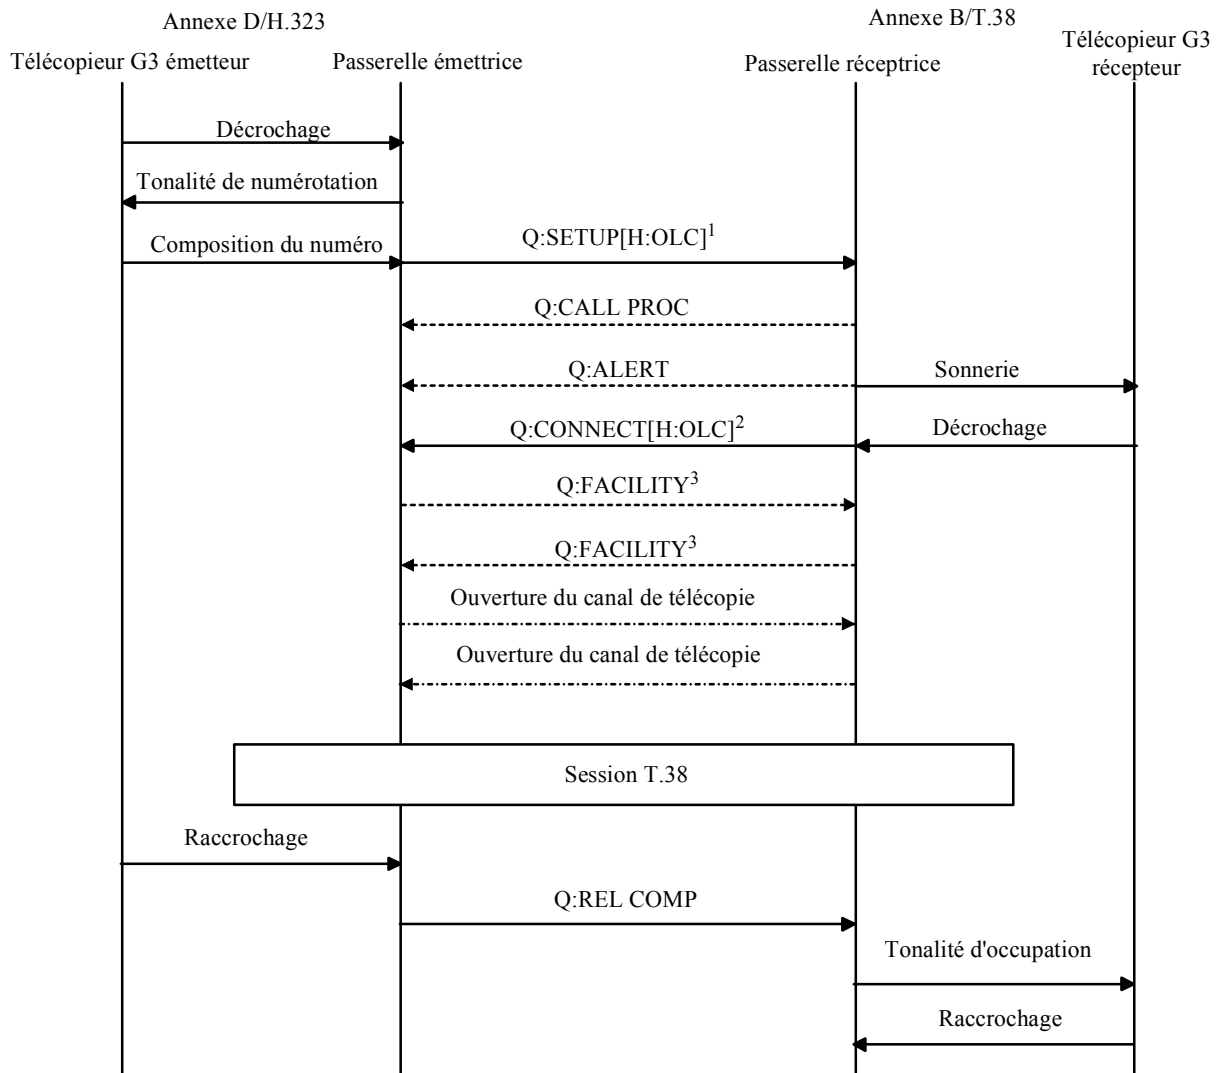 Annexe D/H.323
Annexe B/T.38
Télécopieur G3 émetteur
Passerelle émettrice
Passerelle réceptrice
Télécopieur G3
récepteur
Décrochage
Tonalité de numérotation
Composition du numéro
Q:SETUP[H:OLC]1
Q:CALL PROC
Q:ALERT
Sonnerie
Q:CONNECT[H:OLC]2
Décrochage
Q:FACILITY3
Q:FACILITY3
Ouverture du canal de télécopie
Ouverture du canal de télécopie
Session T.38
Raccrochage
Q:REL COMP
Tonalité d'occupation
Raccrochage